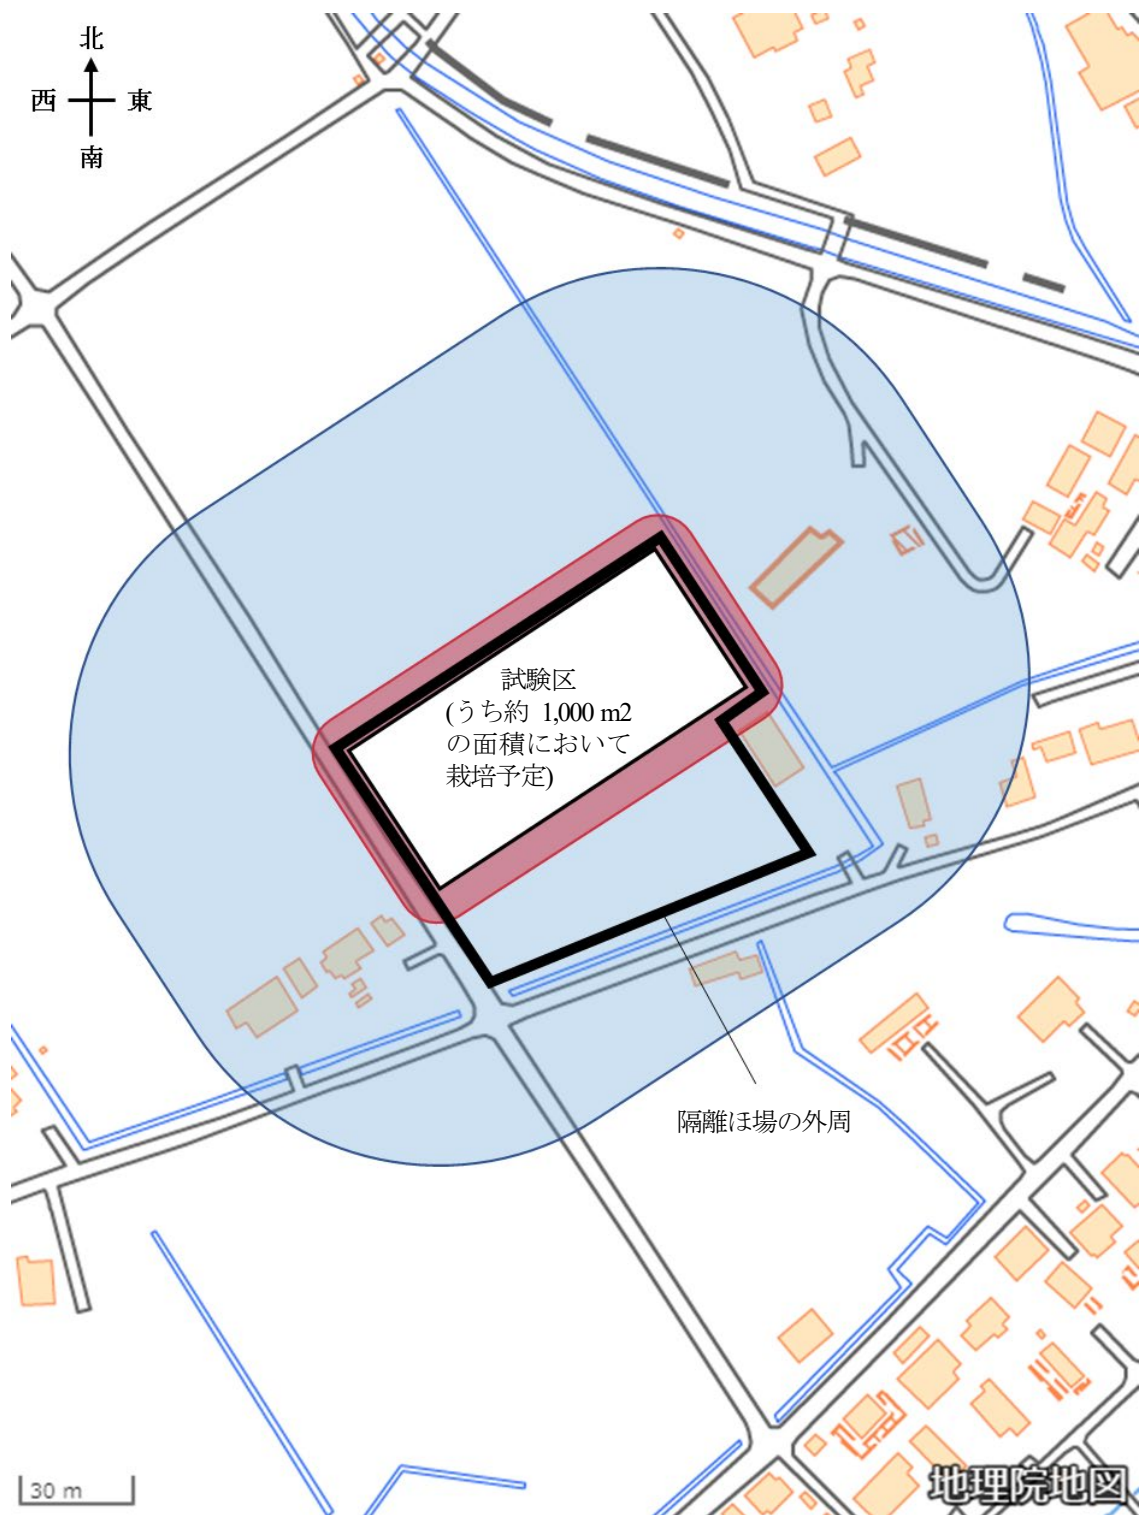 北
西 東
南
試験区
(うち約 1,000 m2
の面積において
栽培予定)
隔離ほ場の外周
30 m
地理院地図